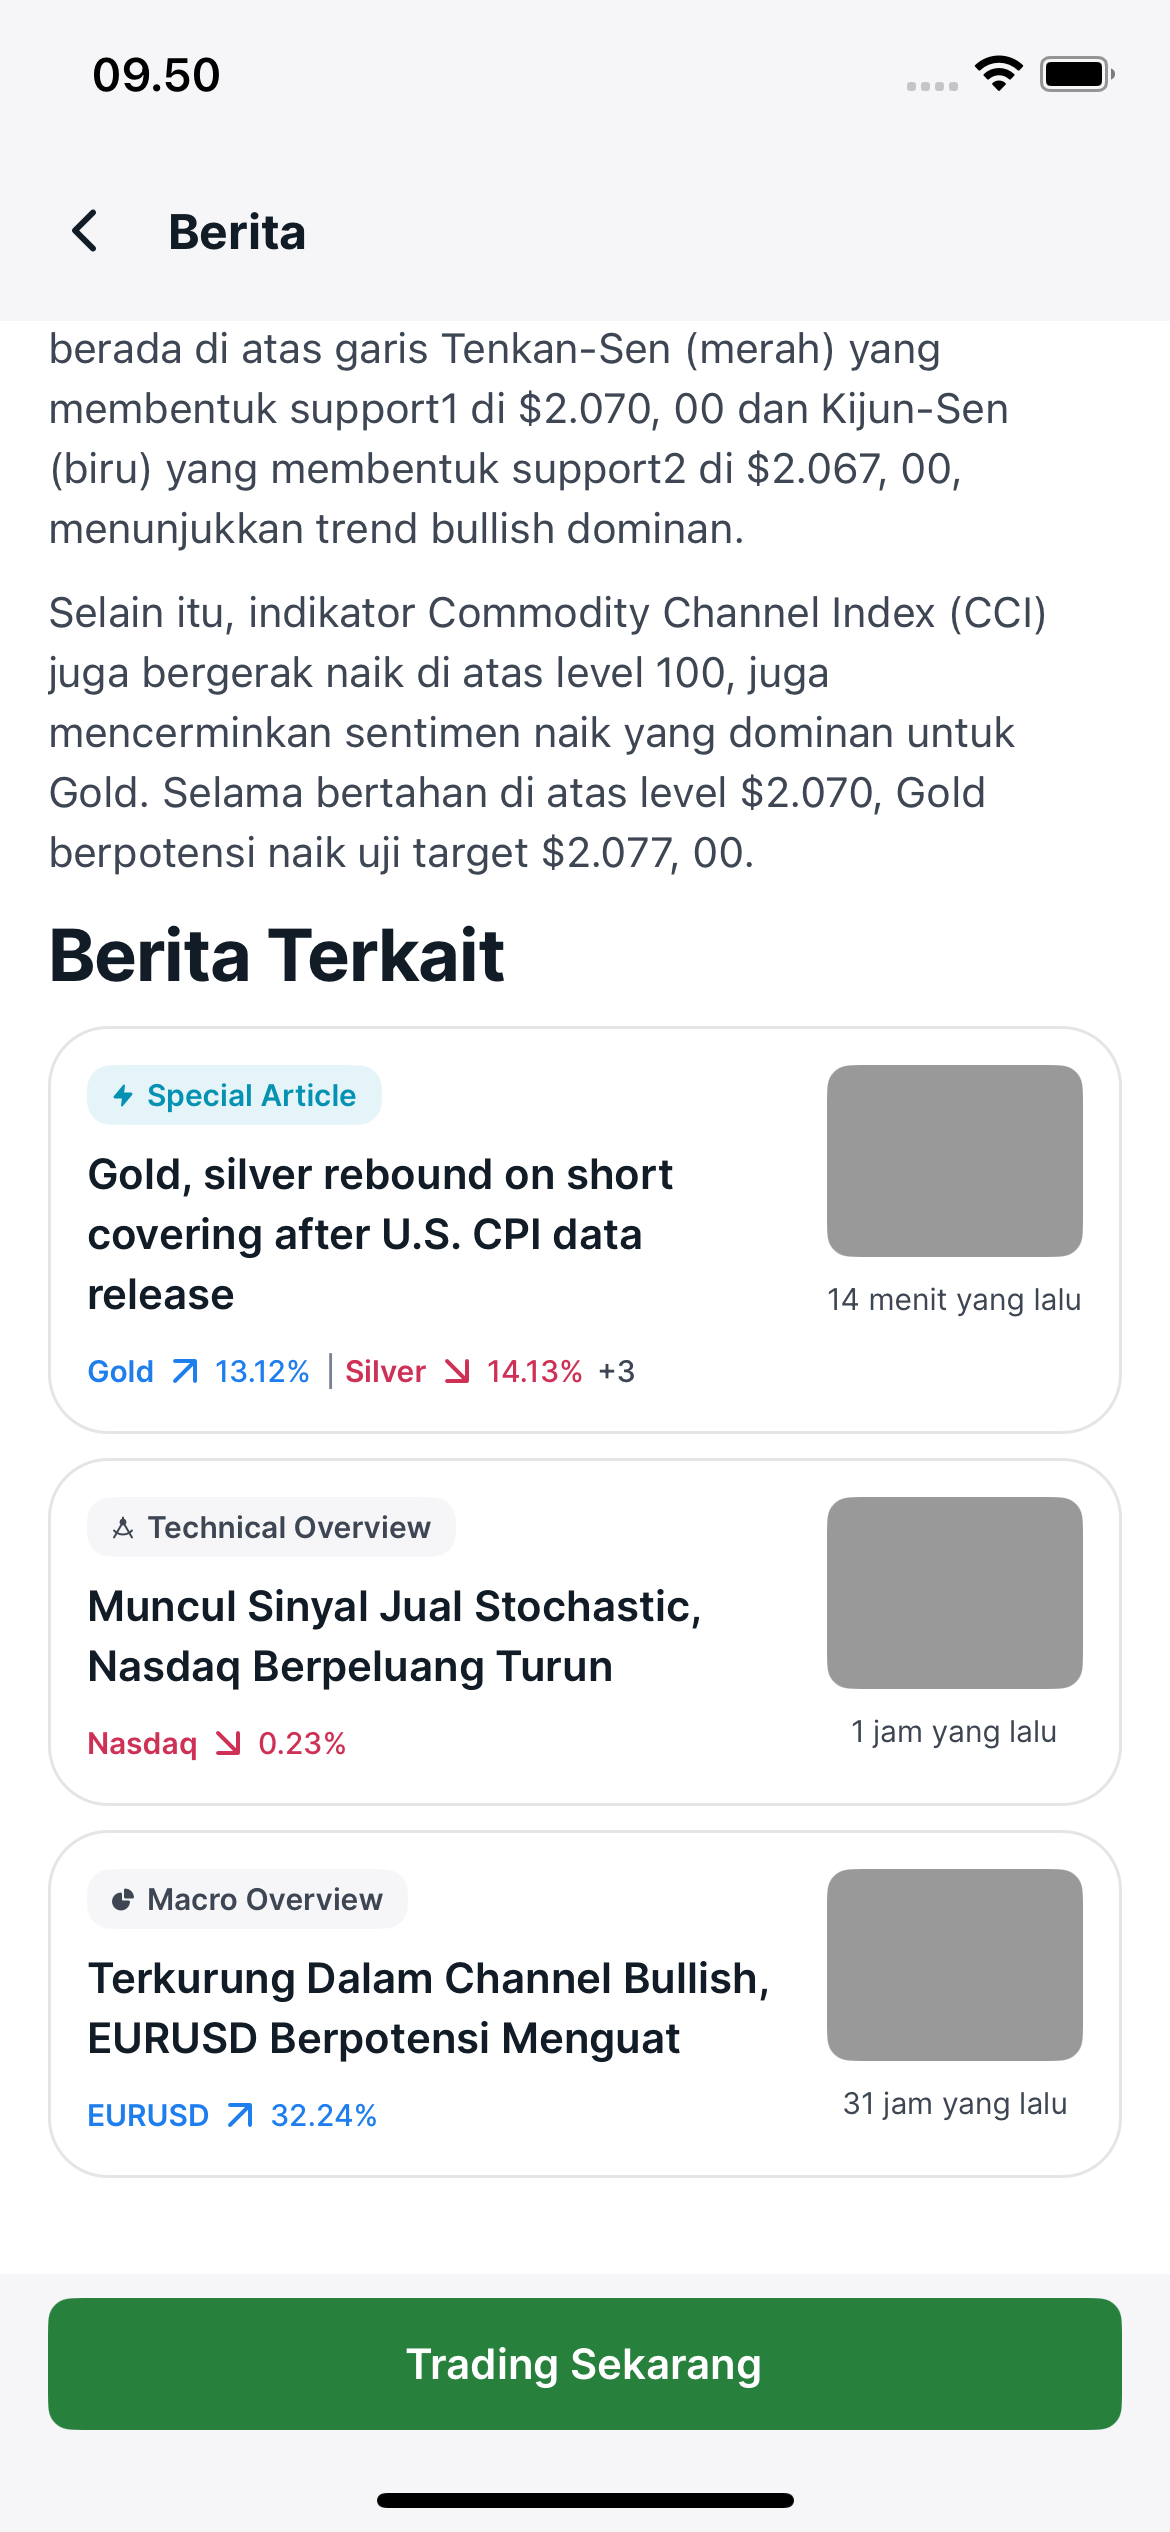 09.50
Berita
berada di atas garis Tenkan-Sen (merah) yang
membentuk support1 di $2.070, 00 dan Kijun-Sen
(biru) yang membentuk support2 di $2.067, 00,
menunjukkan trend bullish dominan.
Selain itu, indikator Commodity Channel Index (CCI)
juga bergerak naik di atas level 100, juga
mencerminkan sentimen naik yang dominan untuk
Gold. Selama bertahan di atas level $2.070, Gold
berpotensi naik uji target $2.077, 00.
Berita Terkait
Special Article
Gold, silver rebound on short
covering after U.S. CPI data
release
14 menit yang lalu
Gold 13.12% | Silver 14.13% +3
Technical Overview
Muncul Sinyal Jual Stochastic,
Nasdaq Berpeluang Turun
1 jam yang lalu
Nasdaq 0.23%
Macro Overview
Terkurung Dalam Channel Bullish,
EURUSD Berpotensi Menguat
31 jam yang lalu
EURUSD 32.24%
Trading Sekarang